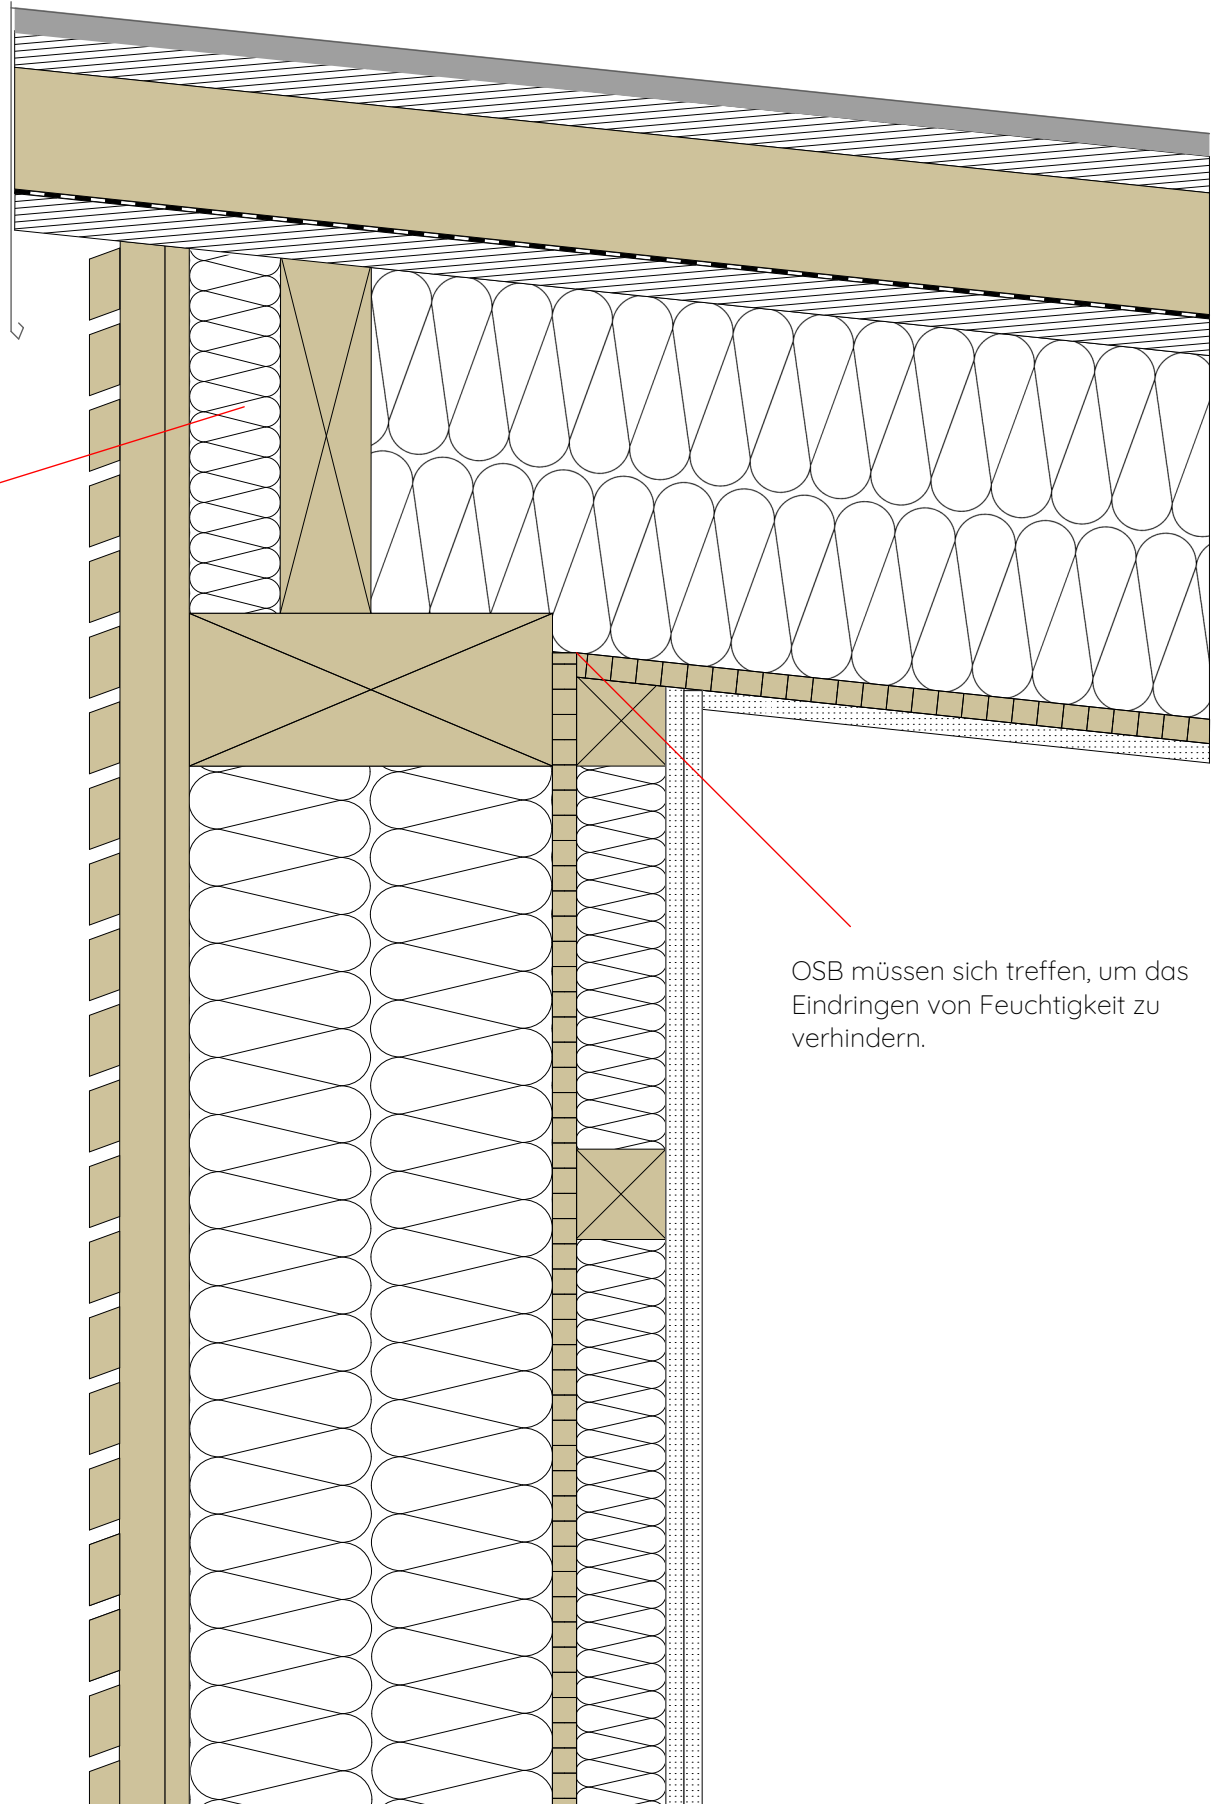 OSB müssen sich treffen, um das
Eindringen von Feuchtigkeit zu
verhindern.